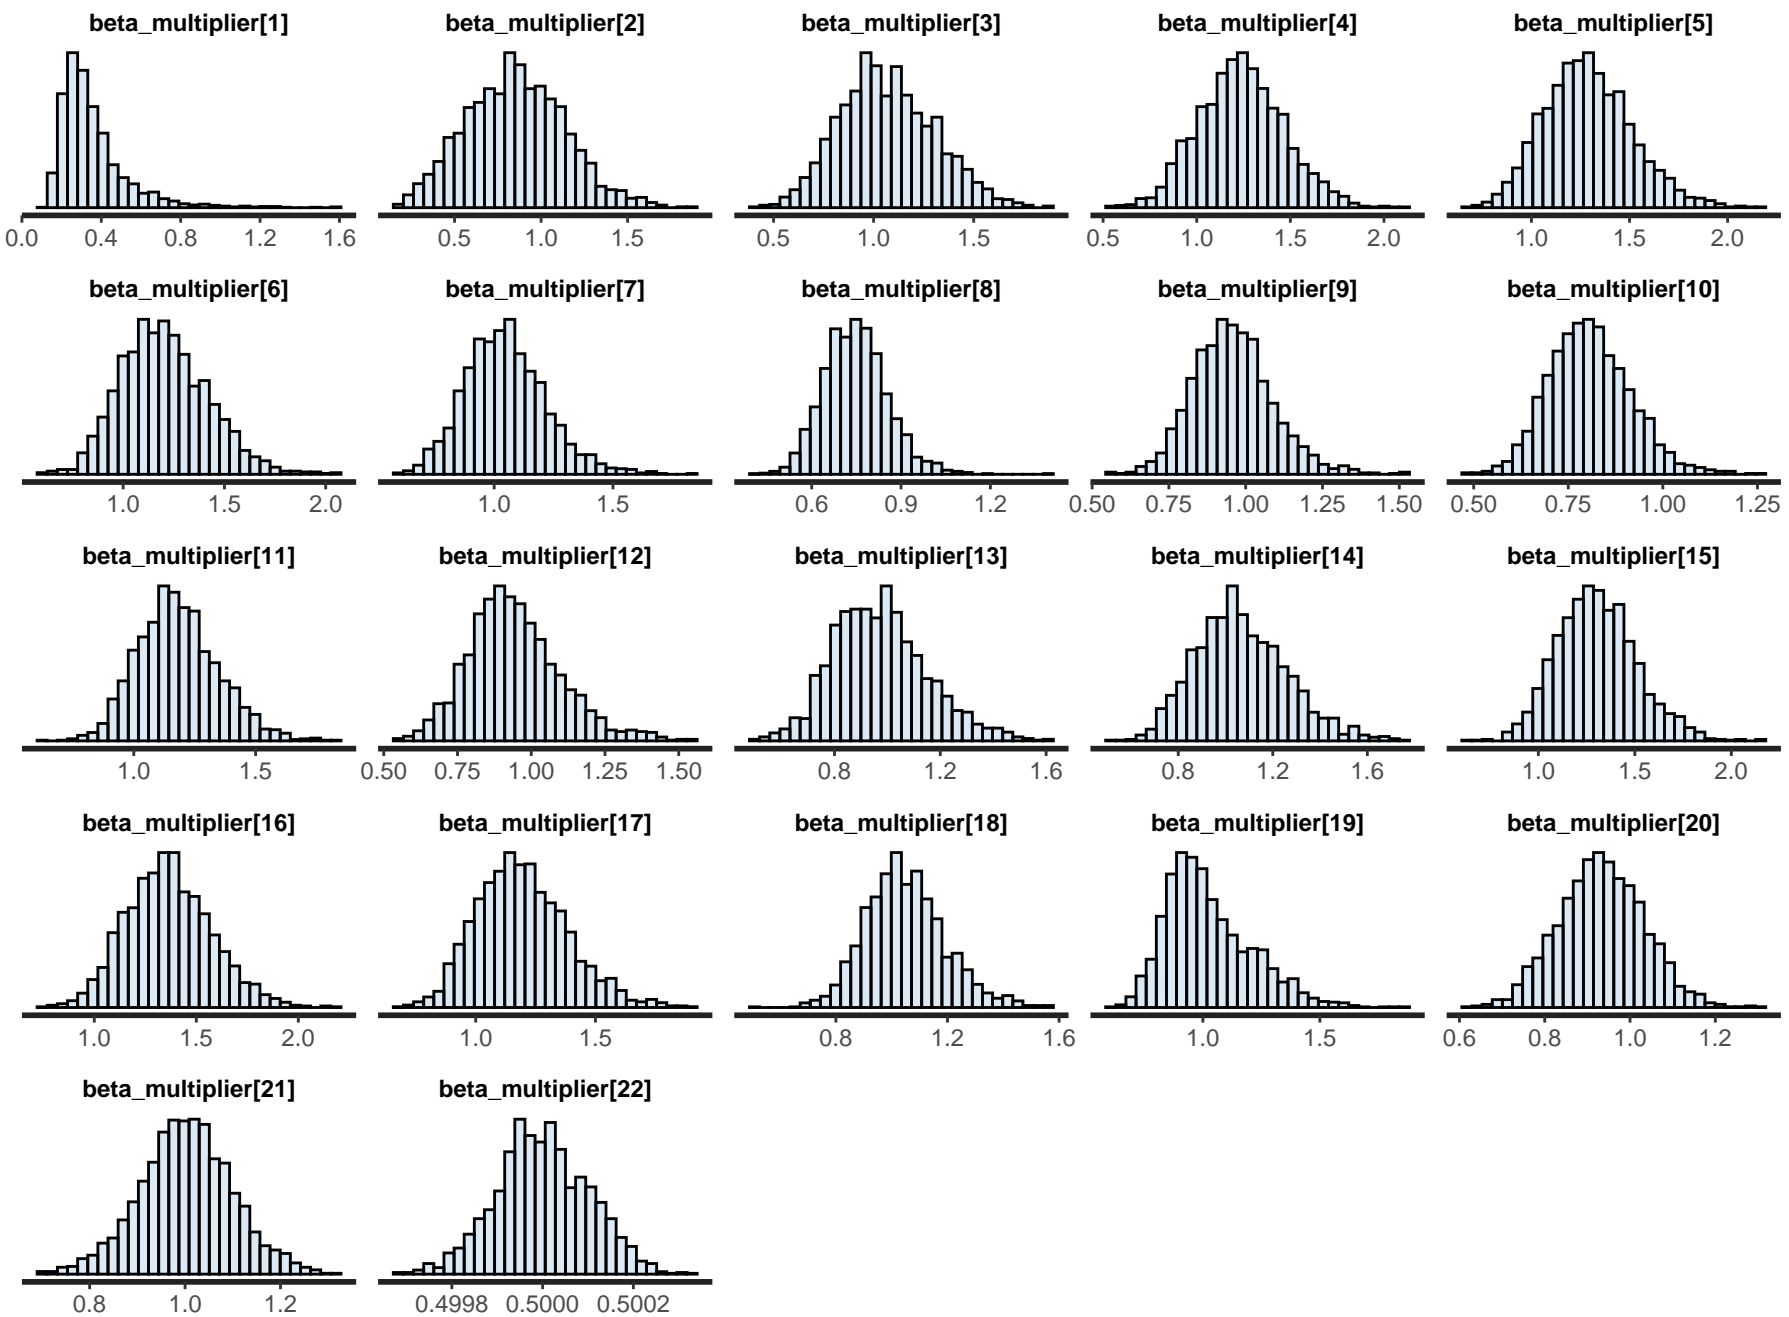 beta_multiplier[1] beta_multiplier[2] beta_multiplier[3] beta_multiplier[4] beta_multiplier[5]
0.0 0.4 0.8 1.2 1.6 0.5 1.0 1.5 0.5 1.0 1.5 0.5 1.0 1.5 2.0 1.0 1.5 2.0
beta_multiplier[6] beta_multiplier[7] beta_multiplier[8] beta_multiplier[9] beta_multiplier[10]
1.0 1.5 2.0 1.0 1.5 0.6 0.9 1.2 0.50 0.75 1.00 1.25 1.50 0.50 0.75 1.00 1.25
beta_multiplier[11] beta_multiplier[12] beta_multiplier[13] beta_multiplier[14] beta_multiplier[15]
1.0 1.5 0.50 0.75 1.00 1.25 1.50 0.8 1.2 1.6 0.8 1.2 1.6 1.0 1.5 2.0
beta_multiplier[16] beta_multiplier[17] beta_multiplier[18] beta_multiplier[19] beta_multiplier[20]
1.0 1.5 2.0 1.0 1.5 0.8 1.2 1.6 1.0 1.5 0.6 0.8 1.0 1.2
beta_multiplier[21] beta_multiplier[22]
0.8 1.0 1.2 0.4998 0.5000 0.5002